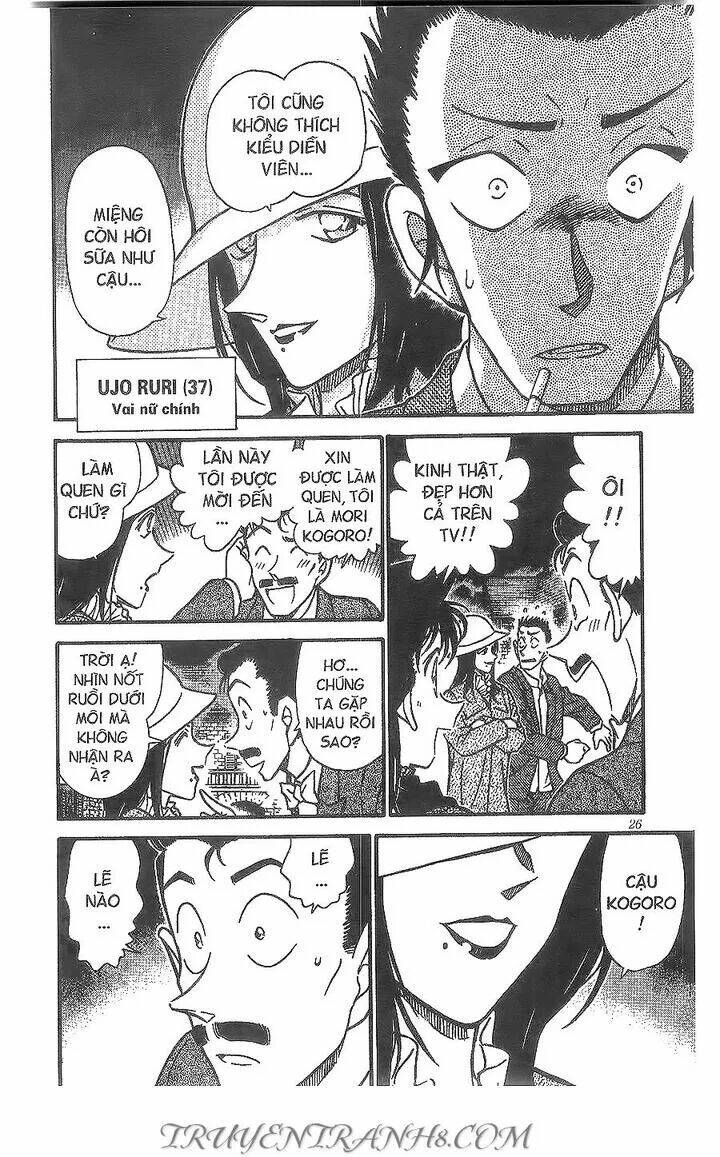 TÔI CŨNG
KHÔNG THÍCH
KIỂU DIỄN
VIÊN...
MIỆNG
CÒN HÔI
SỮA NHƯ
CẬU...
UJO RURI (37)
Vai nữ chính
ÔI
!!
KINH THẬT,
ĐẸP HƠN
CẢ TRÊN
TV!!
XIN
ĐƯỢC LÀM
QUEN, TÔI
LÀ MORI
KOGORO!
LẦN NÀY
TÔI ĐƯỢC
MỜI ĐẾN
...
LÀM
QUEN GÌ
CHỨ?
HƠ...
CHÚNG
TA GẶP
NHAU RỒI
SAO?
TRỜI Ạ!
NHÌN NỐT
RUỒI DƯỚI
MÔI MÀ
KHÔNG
NHẬN RA
À?
26
CẬU
KOGORO
!
LẼ
...
LẼ
NÀO
...
TRUYENTRANH8.COM